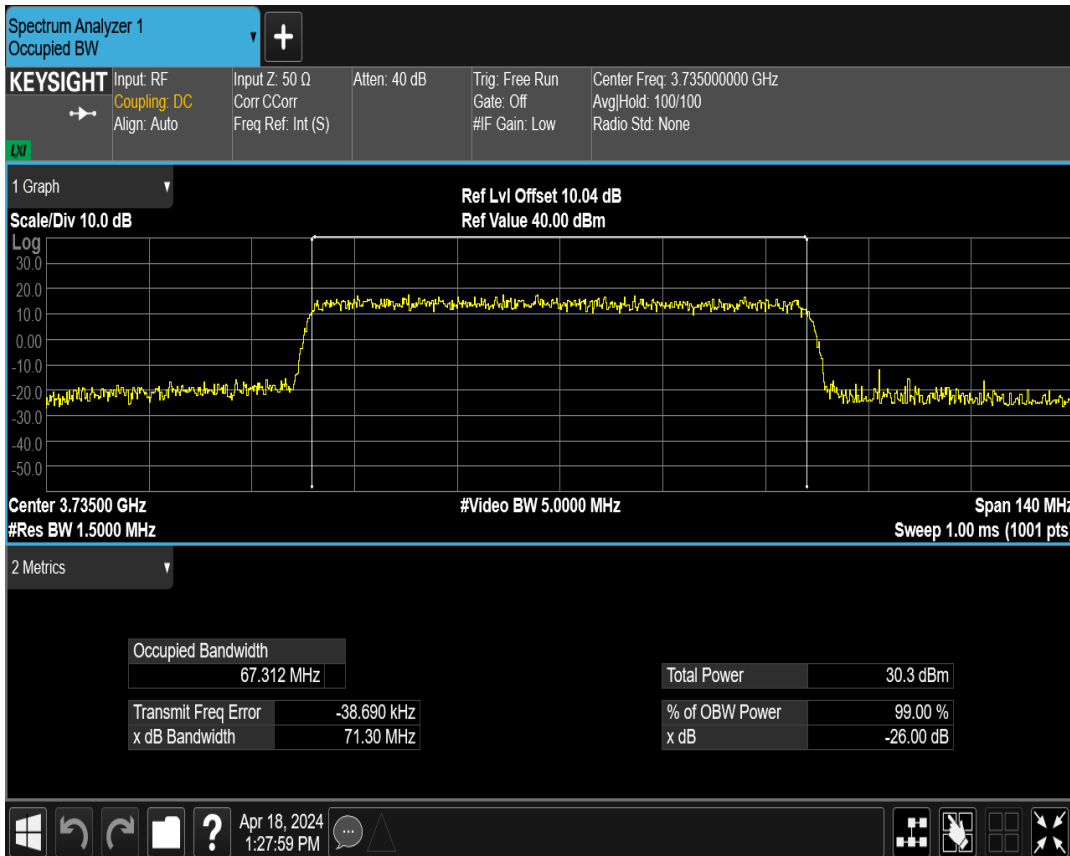 Spectrum Analyzer 1
Occupied BW
+
KEYSIGHT
LXI
Input: RF
Coupling: DC
Align: Auto
Input Z: 50 Ω
Corr CCorr
Freq Ref: Int (S)
Atten: 40 dB
Trig: Free Run
Gate: Off
#IF Gain: Low
Center Freq: 3.735000000 GHz
Avg|Hold: 100/100
Radio Std: None
1 Graph
Scale/Div 10.0 dB
Ref Lvl Offset 10.04 dB
Ref Value 40.00 dBm
Log
30.0
20.0
10.0
0.00
-10.0
-20.0
-30.0
-40.0
-50.0
Center 3.73500 GHz
#Video BW 5.0000 MHz
Span 140 MHz
#Res BW 1.5000 MHz
Sweep 1.00 ms (1001 pts)
2 Metrics
Occupied Bandwidth
67.312 MHz
Total Power 30.3 dBm
Transmit Freq Error -38.690 kHz
% of OBW Power 99.00 %
x dB Bandwidth 71.30 MHz
x dB -26.00 dB
?
Apr 18, 2024
1:27:59 PM